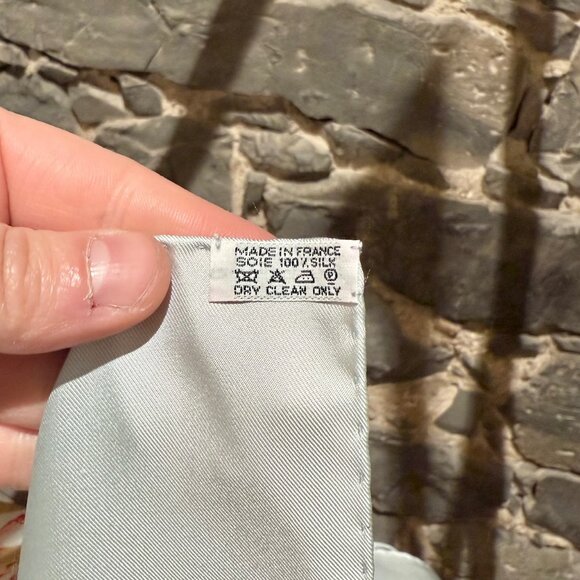 MADE IN FRANCE
SOIE 100% SILK
DRY CLEAN ONLY